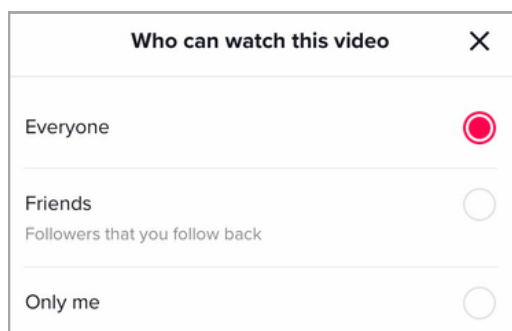 Who can watch this video
Everyone
Friends
Followers that you follow back
Only me